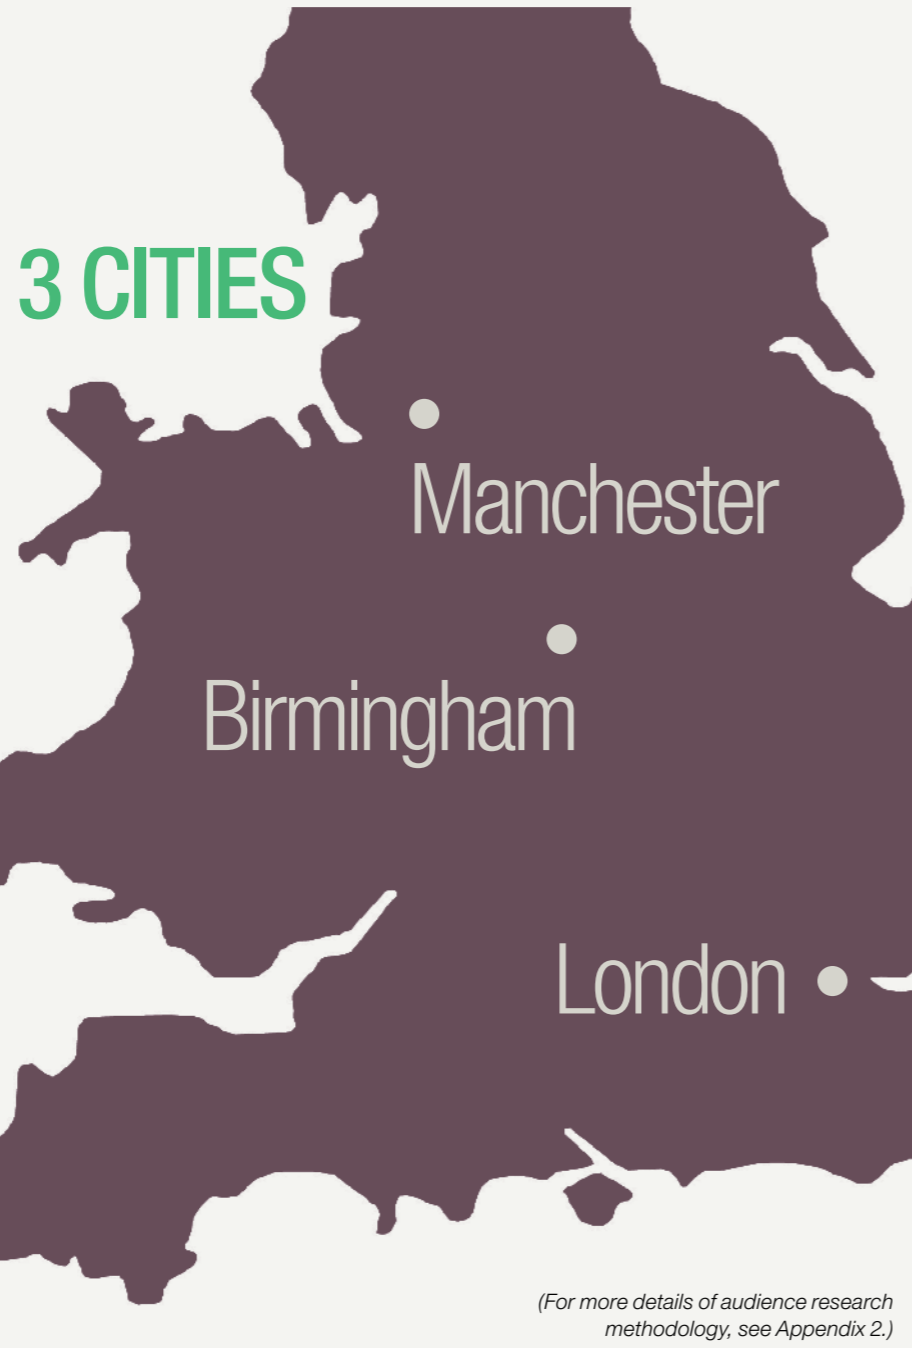 3 CITIES
Manchester
Birmingham
London
(For more details of audience research
methodology, see Appendix 2.)